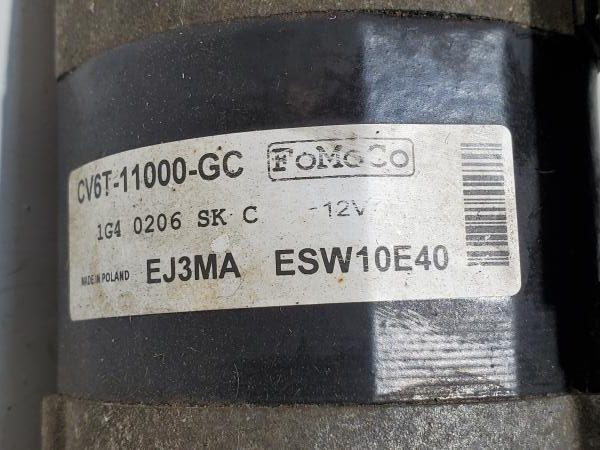 CV6T-11000-GC FoMoCo
1G4 0206 SK C -12V
MADE IN POLAND EJ3MA ESW10E40